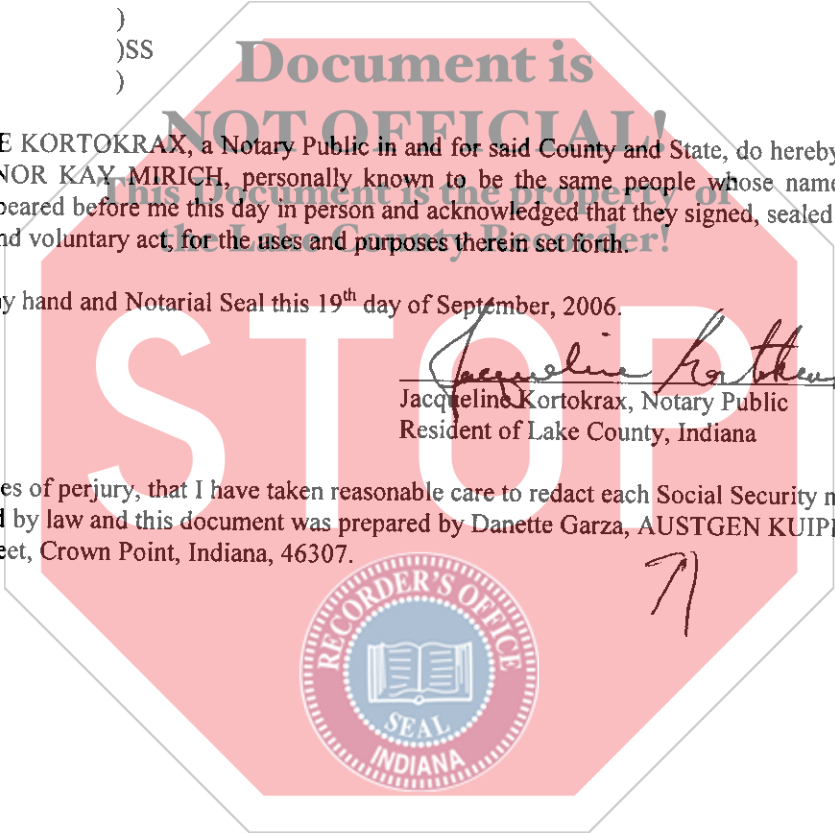 )
)SS
)
Document is
NOT OFFICIAL!
E KORTOKRAX, a Notary Public in and for said County and State, do hereby
NOR KAY MIRICH, personally known to be the same people whose name
This Document is the property of
peared before me this day in person and acknowledged that they signed, sealed
the Lake County Recorder!
nd voluntary act, for the uses and purposes therein set forth.
y hand and Notarial Seal this 19th day of September, 2006.
STOP
Jacqueline Kortokrax
Jacqueline Kortokrax, Notary Public
Resident of Lake County, Indiana
es of perjury, that I have taken reasonable care to redact each Social Security n
d by law and this document was prepared by Danette Garza, AUSTGEN KUIP
eet, Crown Point, Indiana, 46307.
RECORDER'S OFFICE
SEAL
INDIANA